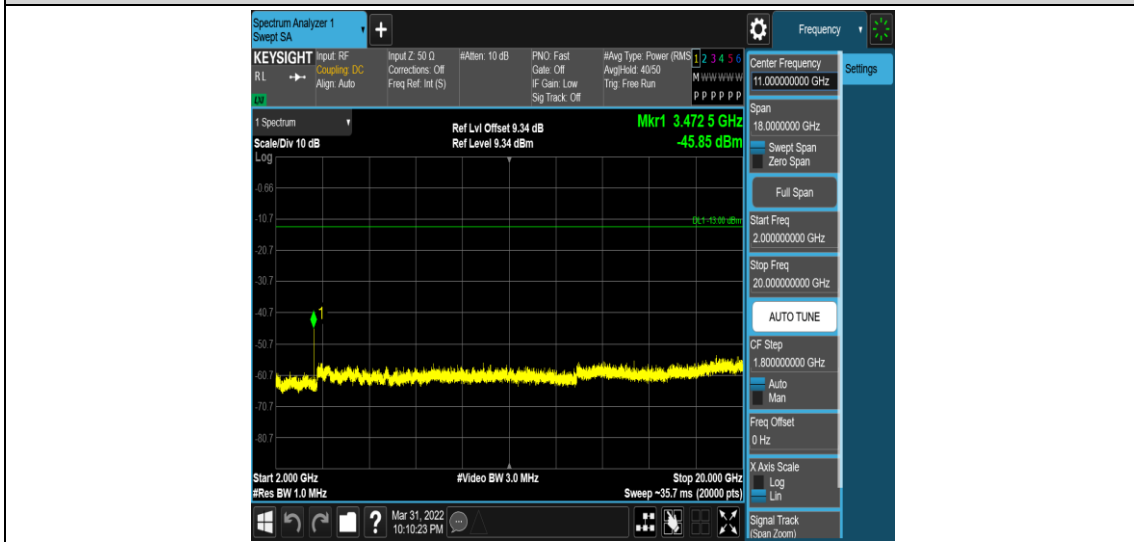 Spectrum Analyzer 1
Swept SA
+
Frequency
KEYSIGHT
RL
LXI
Input: RF
Coupling: DC
Align: Auto
Input Z: 50 Ω
Corrections: Off
Freq Ref: Int (S)
#Atten: 10 dB
PNO: Fast
Gate: Off
IF Gain: Low
Sig Track: Off
#Avg Type: Power (RMS
Avg|Hold: 40/50
Trig: Free Run
1 2 3 4 5 6
M W W W W W
P P P P P P
1 Spectrum
Scale/Div 10 dB
Log
Ref Lvl Offset 9.34 dB
Ref Level 9.34 dBm
Mkr1 3.472 5 GHz
-45.85 dBm
-0.66
-10.7
DL1 -13.00 dBm
-20.7
-30.7
-40.7
1
-50.7
-60.7
-70.7
-80.7
Start 2.000 GHz
#Video BW 3.0 MHz
Stop 20.000 GHz
#Res BW 1.0 MHz
Sweep ~35.7 ms (20000 pts)
?
Mar 31, 2022
10:10:23 PM
Center Frequency
11.000000000 GHz
Settings
Span
18.0000000 GHz
Swept Span
Zero Span
Full Span
Start Freq
2.000000000 GHz
Stop Freq
20.000000000 GHz
AUTO TUNE
CF Step
1.800000000 GHz
Auto
Man
Freq Offset
0 Hz
X Axis Scale
Log
Lin
Signal Track
(Span Zoom)